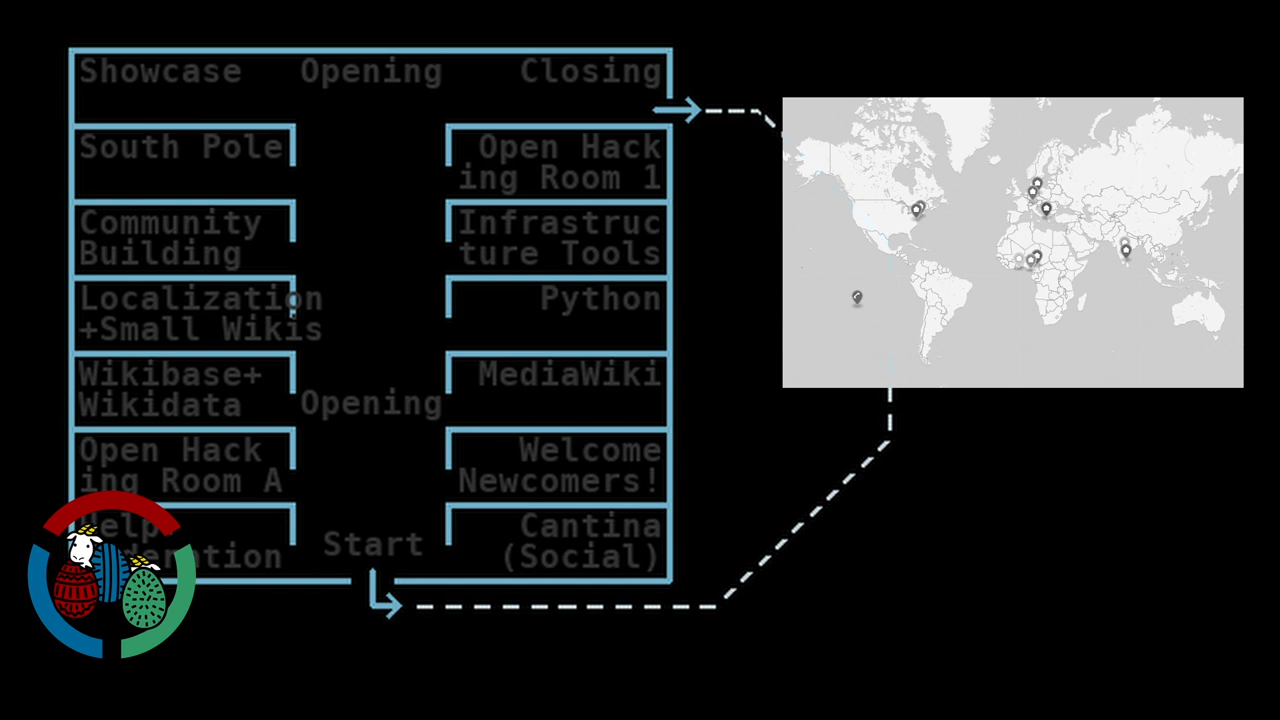 Showcase Opening Closing
South Pole
Open Hack
ing Room 1
Community
Building
Infrastruc
ture Tools
Localization
+Small Wikis
Python
Wikibase+
Wikidata
Opening
MediaWiki
Open Hack
ing Room A
Welcome
Newcomers!
Help
Start
Cantina
(Social)